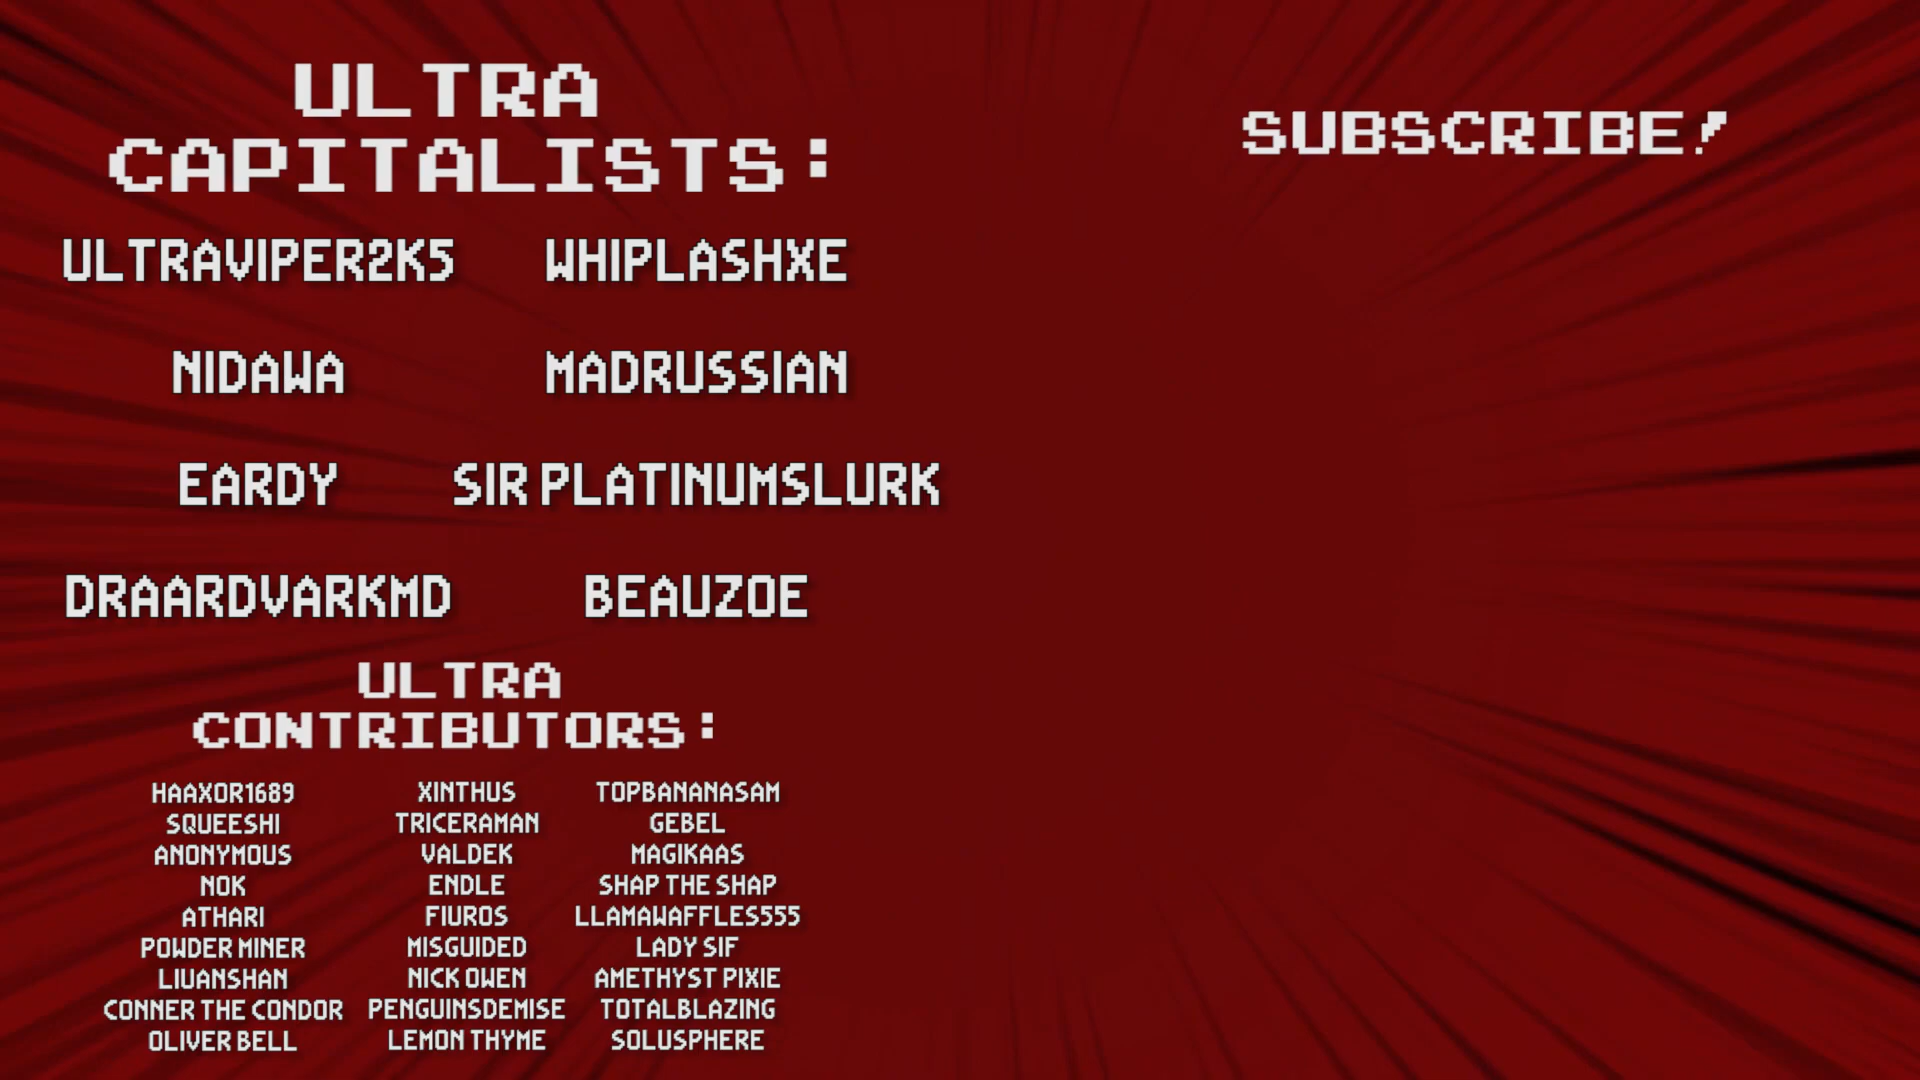 ULTRA
CAPITALISTS:
SUBSCRIBE!
ULTRAVIPER2K5 WHIPLASHXE
NIDAWA MADRUSSIAN
EARDY SIR PLATINUMSLURK
DRAARDVARKMD BEAUZOE
ULTRA
CONTRIBUTORS:
HAAXOR1689 XINTHUS TOPBANANASAM
SQUEESHI TRICERAMAN GEBEL
ANONYMOUS VALDEK MAGIKAAS
NOK ENDLE SHAP THE SHAP
ATHARI FIUROS LLAMAWAFFLES555
POWDER MINER MISGUIDED LADY SIF
LIUANSHAN NICK OWEN AMETHYST PIXIE
CONNER THE CONDOR PENGUINSDEMISE TOTALBLAZING
OLIVER BELL LEMON THYME SOLUSPHERE